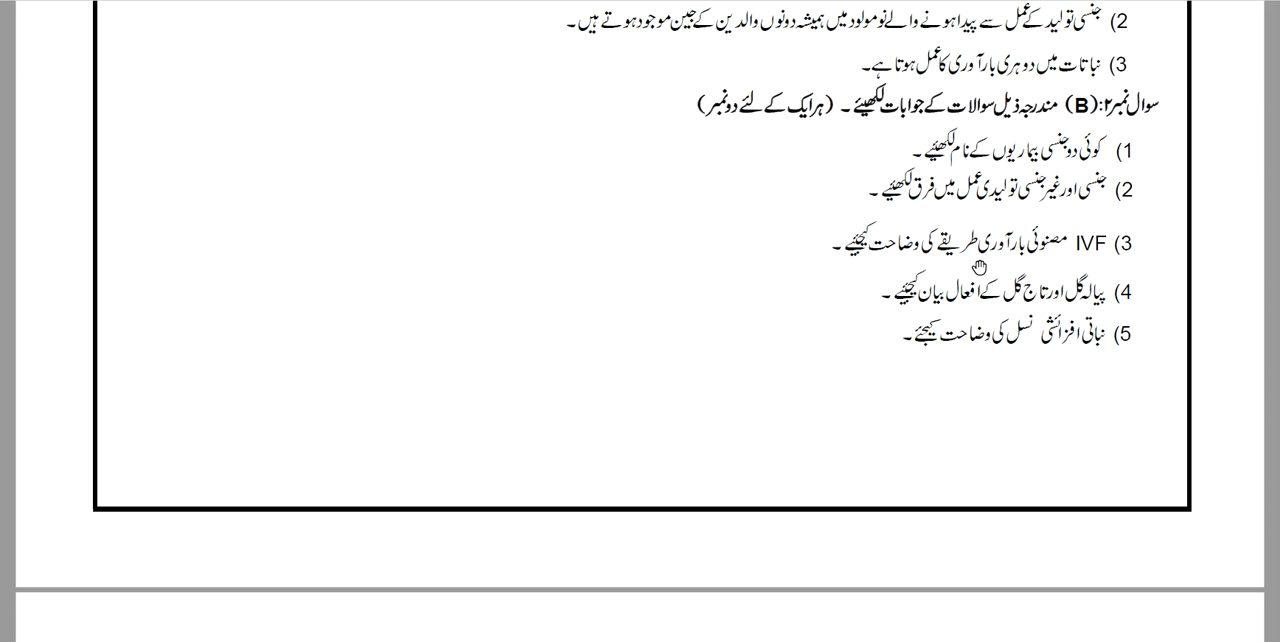 2) جنسی تولید کے عمل سے پیدا ہونے والے نومولود میں ہمیشہ دونوں والدین کے جین موجود ہوتے ہیں۔
3) نباتات میں دوہری بارآوری کا عمل ہوتا ہے۔
سوال نمبر۲: (B) مندرجہ ذیل سوالات کے جوابات لکھیئے۔ (ہر ایک کے لئے دو نمبر)
1) کوئی دو جنسی بیماریوں کے نام لکھیئے۔
2) جنسی اور غیر جنسی تولیدی عمل میں فرق لکھیئے۔
3) IVF مصنوئی بارآوری طریقے کی وضاحت کیجیئے۔
4) پیالہ گل اور تاج گل کے افعال بیان کیجیئے۔
5) نباتی افزائشی نسل کی وضاحت کیجئے۔